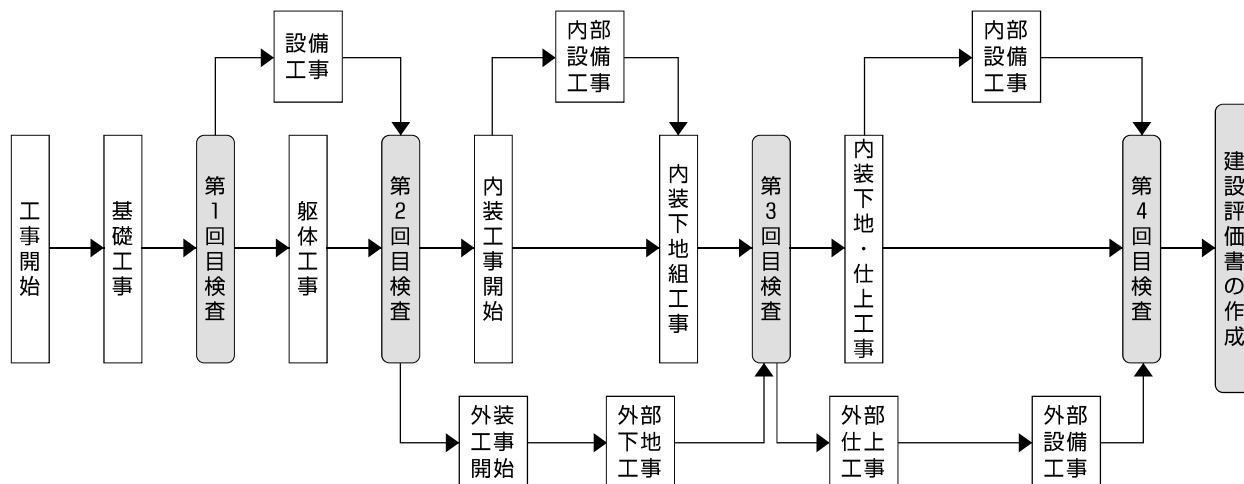 設備
工事
内部
設備
工事
内部
設備
工事
工事開始
基礎工事
第1回目検査
躯体工事
第2回目検査
内装工事開始
内装下地組工事
第3回目検査
内装下地・仕上工事
第4回目検査
建設評価書の作成
外装
工事
開始
外部
下地
工事
外部
仕上
工事
外部
設備
工事